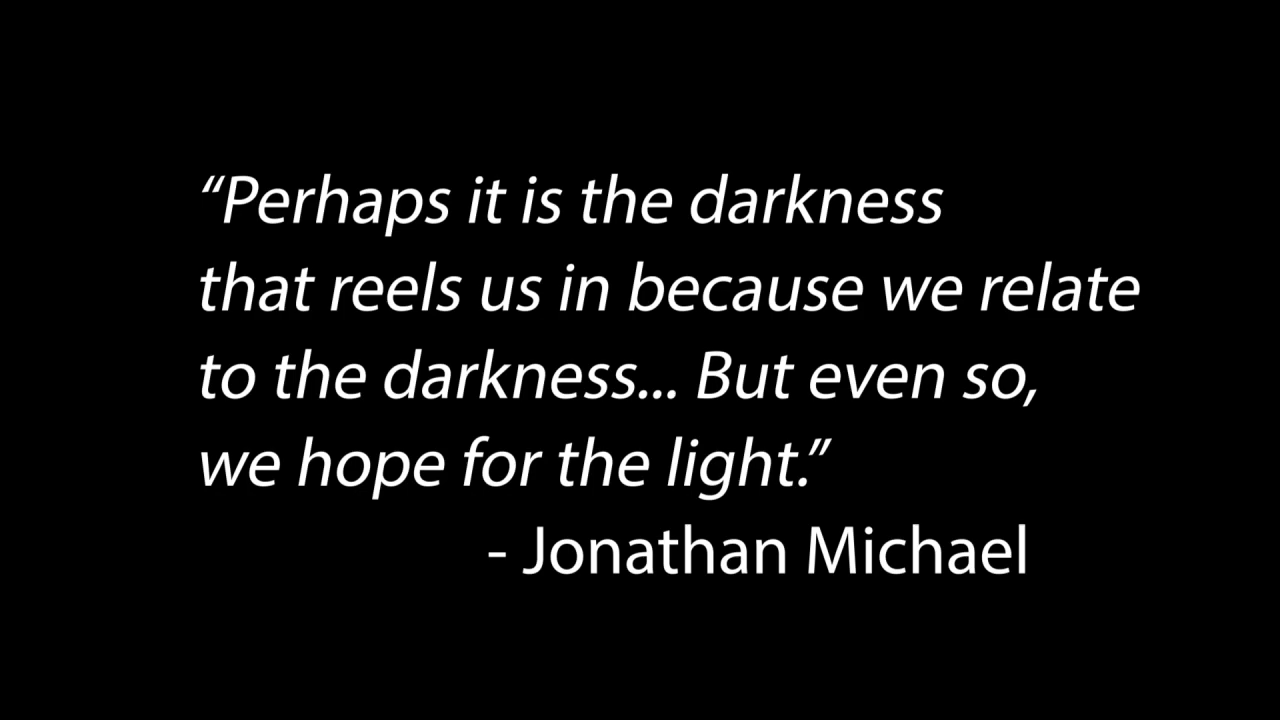 “Perhaps it is the darkness
that reels us in because we relate
to the darkness... But even so,
we hope for the light.”
- Jonathan Michael